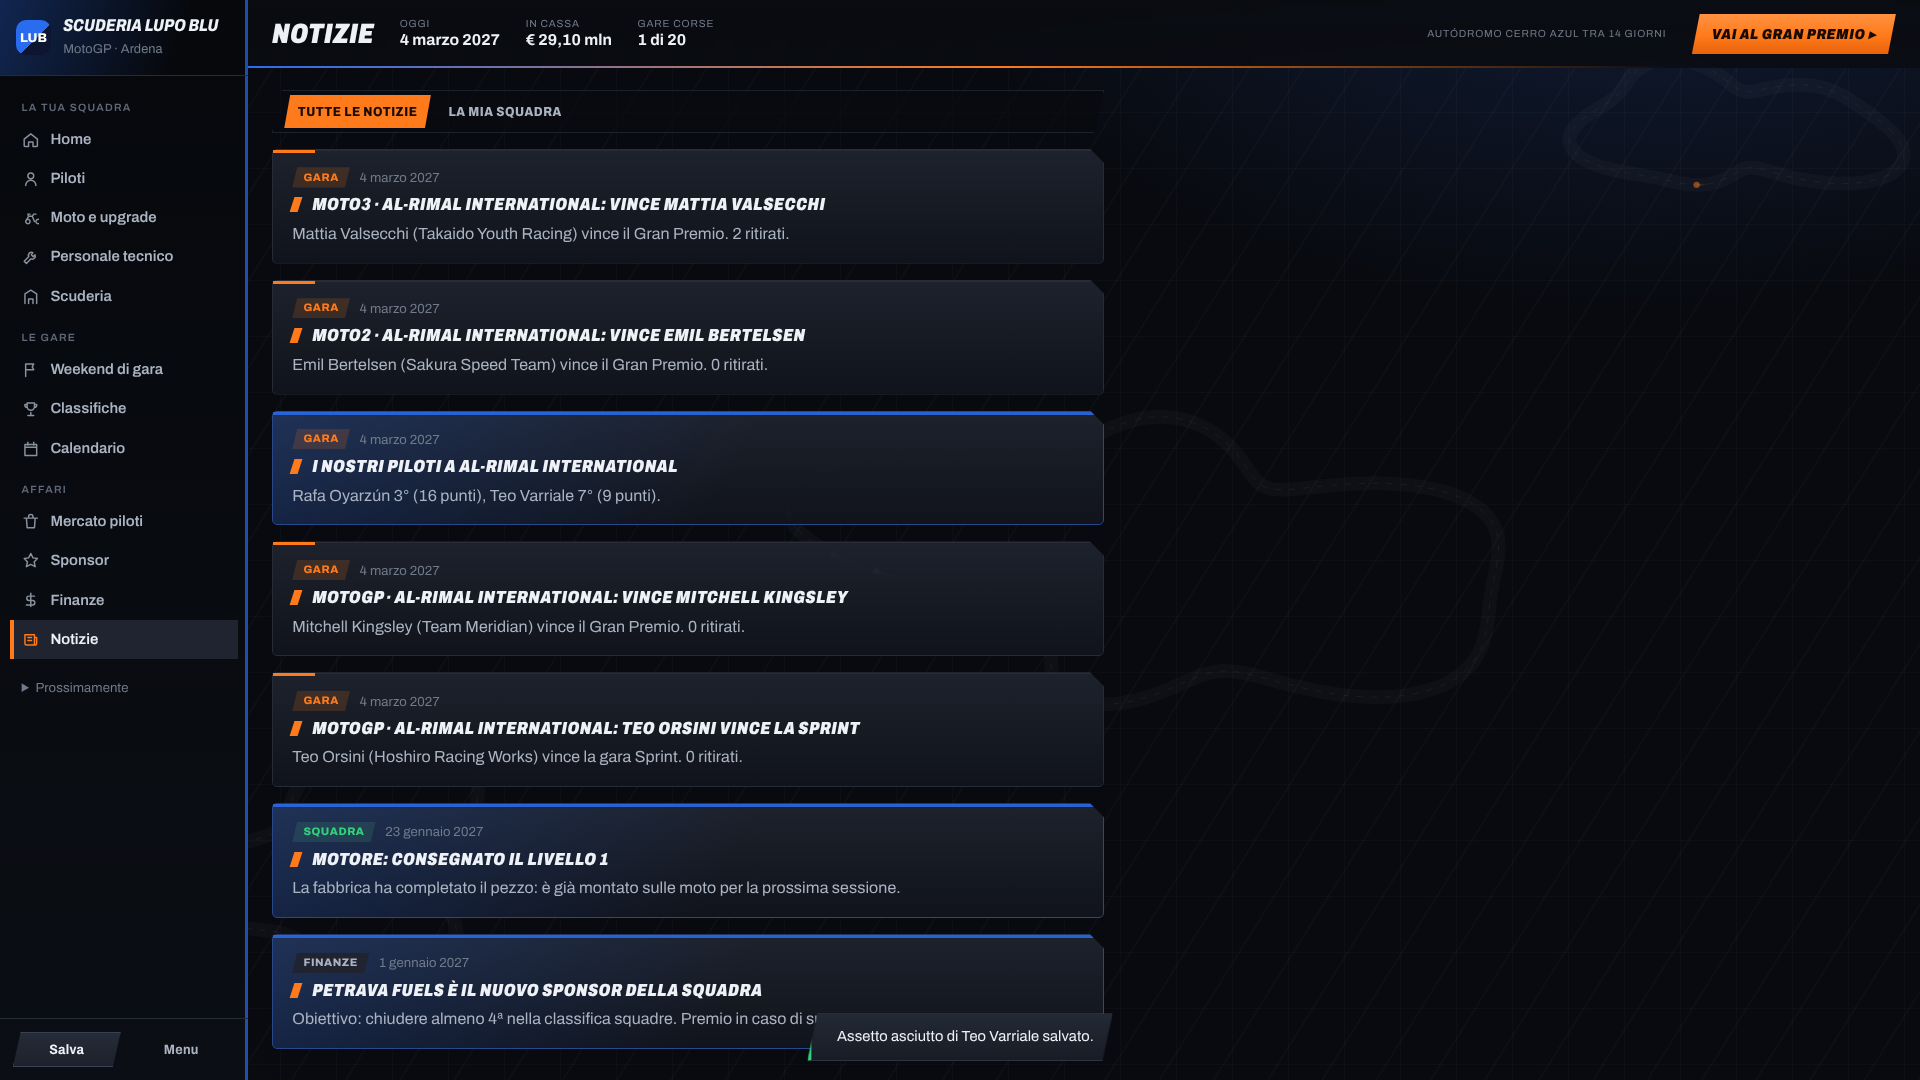 LUB
SCUDERIA LUPO BLU
MotoGP · Ardena
NOTIZIE
OGGI
4 marzo 2027
IN CASSA
€ 29,10 mln
GARE CORSE
1 di 20
AUTÓDROMO CERRO AZUL TRA 14 GIORNI
VAI AL GRAN PREMIO ▸
LA TUA SQUADRA
Home
Piloti
Moto e upgrade
Personale tecnico
Scuderia
LE GARE
Weekend di gara
Classifiche
Calendario
AFFARI
Mercato piloti
Sponsor
Finanze
Notizie
▶ Prossimamente
Salva
Menu
TUTTE LE NOTIZIE
LA MIA SQUADRA
GARA 4 marzo 2027
MOTO3 · AL-RIMAL INTERNATIONAL: VINCE MATTIA VALSECCHI
Mattia Valsecchi (Takaido Youth Racing) vince il Gran Premio. 2 ritirati.
GARA 4 marzo 2027
MOTO2 · AL-RIMAL INTERNATIONAL: VINCE EMIL BERTELSEN
Emil Bertelsen (Sakura Speed Team) vince il Gran Premio. 0 ritirati.
GARA 4 marzo 2027
I NOSTRI PILOTI A AL-RIMAL INTERNATIONAL
Rafa Oyarzún 3° (16 punti), Teo Varriale 7° (9 punti).
GARA 4 marzo 2027
MOTOGP · AL-RIMAL INTERNATIONAL: VINCE MITCHELL KINGSLEY
Mitchell Kingsley (Team Meridian) vince il Gran Premio. 0 ritirati.
GARA 4 marzo 2027
MOTOGP · AL-RIMAL INTERNATIONAL: TEO ORSINI VINCE LA SPRINT
Teo Orsini (Hoshiro Racing Works) vince la gara Sprint. 0 ritirati.
SQUADRA 23 gennaio 2027
MOTORE: CONSEGNATO IL LIVELLO 1
La fabbrica ha completato il pezzo: è già montato sulle moto per la prossima sessione.
FINANZE 1 gennaio 2027
PETRAVA FUELS È IL NUOVO SPONSOR DELLA SQUADRA
Obiettivo: chiudere almeno 4ª nella classifica squadre. Premio in caso di
Assetto asciutto di Teo Varriale salvato.